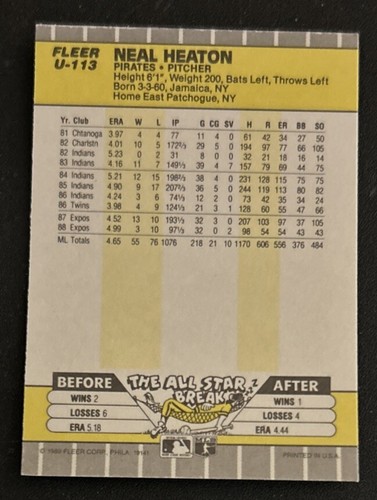 FLEER
U-113
NEAL HEATON
PIRATES • PITCHER
Height 6'1", Weight 200, Bats Left, Throws Left
Born 3-3-60, Jamaica, NY
Home East Patchogue, NY
Yr. Club ERA W L IP G CG SV H R ER BB SO
81 Chtanoga 3.97 4 4 77 11 4 0 61 42 34 27 50
82 Charlstn 4.01 10 5 172⅔ 29 5 0 194 97 77 66 105
82 Indians 5.23 0 2 31 8 0 0 32 21 18 16 14
83 Indians 4.16 11 7 149⅓ 39 4 7 157 79 69 44 75
84 Indians 5.21 12 15 198⅔ 38 4 0 231 128 115 75 75
85 Indians 4.90 9 17 207⅔ 36 5 0 244 119 113 80 82
86 Indians 4.24 3 6 74⅓ 12 2 0 73 42 35 34 24
86 Twins 3.98 4 9 124⅓ 21 3 1 128 60 55 47 66
87 Expos 4.52 13 10 193⅓ 32 3 0 207 103 97 37 105
88 Expos 4.99 3 10 97⅓ 32 0 2 98 54 54 43 43
ML Totals 4.65 55 76 1076 218 21 10 1170 606 556 376 484
BEFORE
THE ALL STAR BREAK
AFTER
WINS 2
WINS 1
LOSSES 6
LOSSES 4
ERA 5.18
ERA 4.44
© 1989 FLEER CORP., PHILA. 19141
PRINTED IN U.S.A.